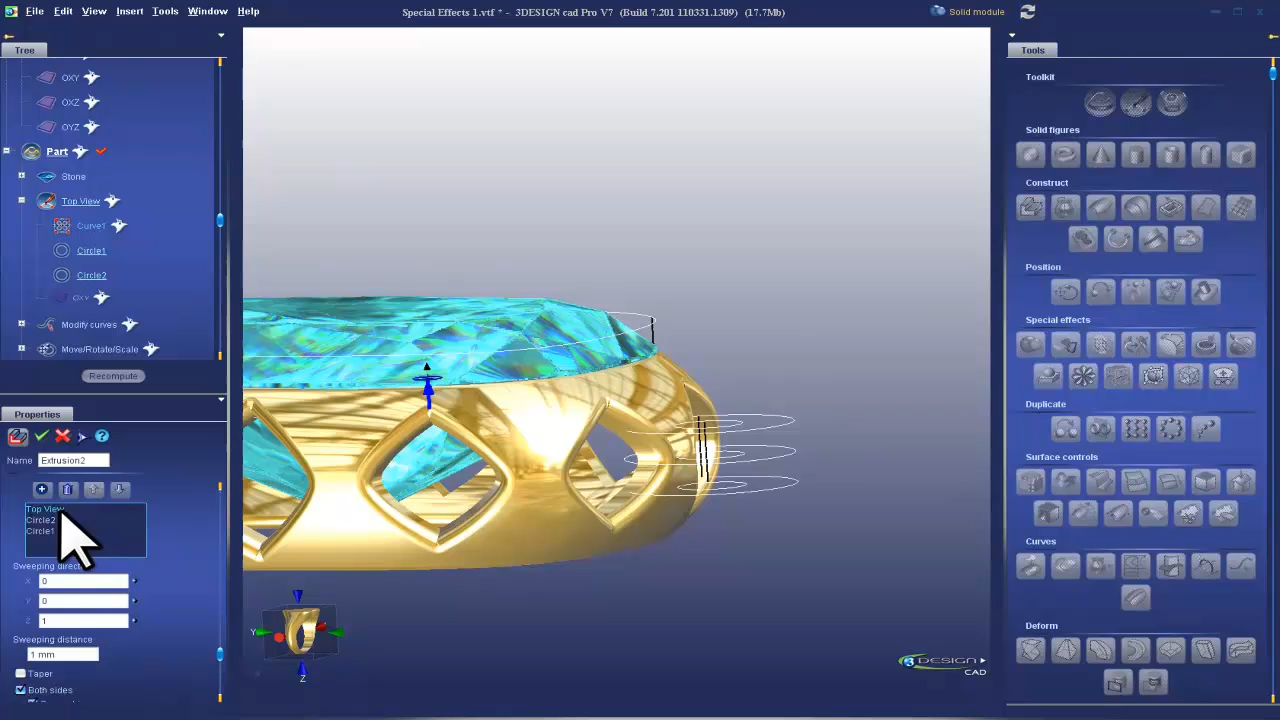 File Edit View Insert Tools Window Help
Special Effects 1.vtf * - 3DESIGN cad Pro V7 (Build 7.201 110331.1309) (17.7Mb)
Solid module
Tree
OXY
OXZ
OYZ
Part
Stone
Top View
Curve1
Circle1
Circle2
OXY
Modify curves
Move/Rotate/Scale
Recompute
Properties
Name Extrusion2
Top View
Circle2
Circle1
Sweeping direct
X 0
Y 0
Z 1
Sweeping distance
1 mm
Taper
Both sides
Y
Z
3DESIGN
CAD
Tools
Toolkit
Solid figures
Construct
Position
Special effects
Duplicate
Surface controls
Curves
Deform